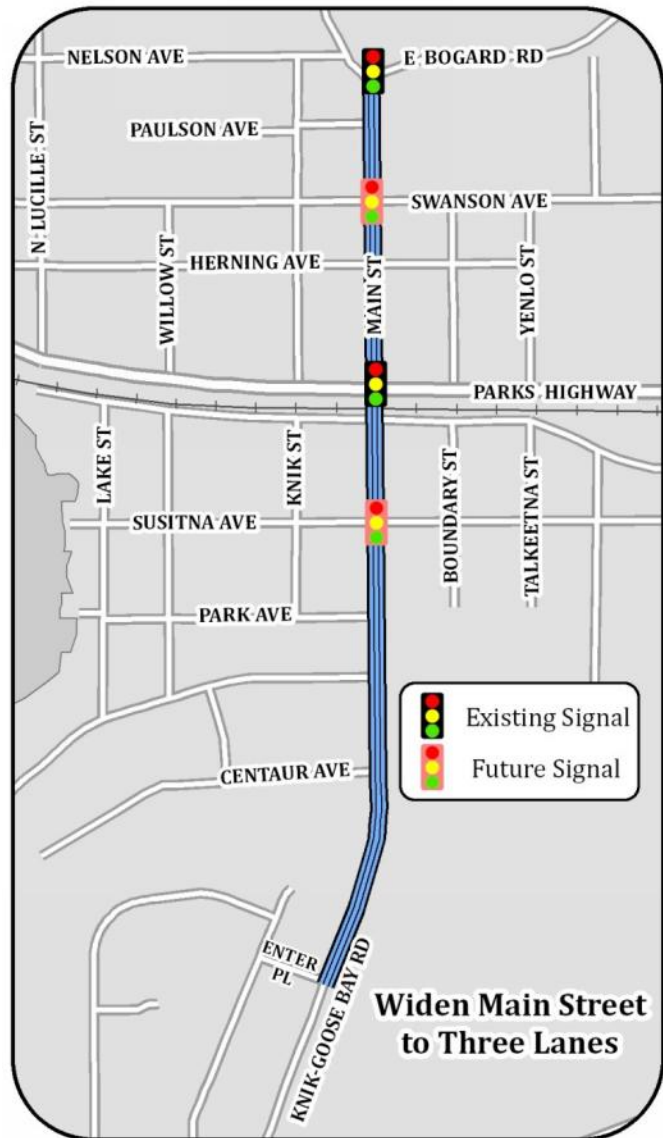 NELSON AVE
E BOGARD RD
PAULSON AVE
N LUCILLE ST
SWANSON AVE
WILLOW ST
HERNING AVE
MAIN ST
YENLO ST
PARKS HIGHWAY
LAKE ST
KNIK ST
BOUNDARY ST
TALKEETNA ST
SUSITNA AVE
PARK AVE
Existing Signal
Future Signal
CENTAUR AVE
ENTER
PL
KNIK-GOOSE BAY RD
Widen Main Street
to Three Lanes